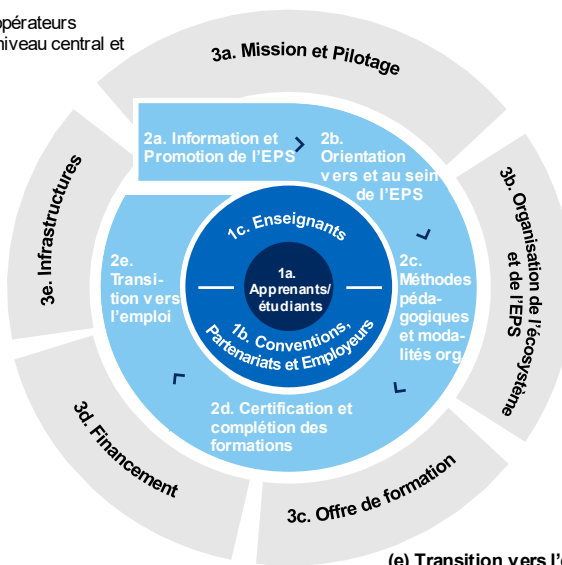 opérateurs
niveau central et
3a. Mission et Pilotage
2a. Information et
Promotion de l'EPS
2b.
Orientation
vers et au sein
de l'EPS
3b. Organisation de l'écosystème
et de l'EPS
3e. Infrastructures
1c. Enseignants
1a.
Apprenants/
étudiants
1b. Conventions,
Partenariats et Employeurs
2c.
Méthodes
péda-
gogiques
et moda-
lités org.
2e.
Transi-
tion vers
l'emploi
2d. Certification et
complétion des
formations
3d. Financement
3c. Offre de formation
(e) Transition vers l'